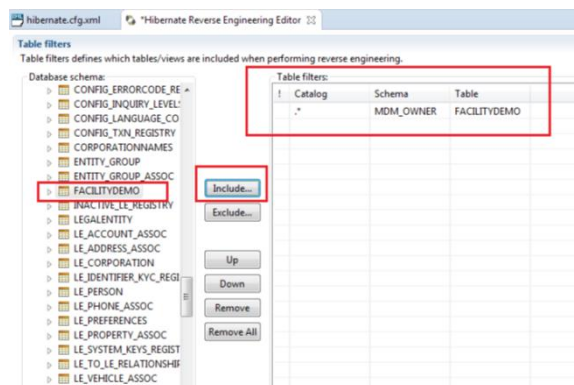 hibernate.cfg.xml
*Hibernate Reverse Engineering Editor
Table filters
Table filters defines which tables/views are included when performing reverse engineering.
Database schema:
CONFIG_ERRORCODE_RE
CONFIG_INQUIRY_LEVEL
CONFIG_LANGUAGE_CO
CONFIG_TXN_REGISTRY
CORPORATIONNAMES
ENTITY_GROUP
ENTITY_GROUP_ASSOC
FACILITYDEMO
INACTIVE_LE_REGISTRY
LEGALENTITY
LE_ACCOUNT_ASSOC
LE_ADDRESS_ASSOC
LE_CORPORATION
LE_IDENTIFIER_KYC_REGI
LE_PERSON
LE_PHONE_ASSOC
LE_PREFERENCES
LE_PROPERTY_ASSOC
LE_SYSTEM_KEYS_REGIST
LE_TO_LE_RELATIONSHIP
LE_VEHICLE_ASSOC
Include...
Exclude...
Up
Down
Remove
Remove All
Table filters:
! Catalog Schema Table
.* MDM_OWNER FACILITYDEMO